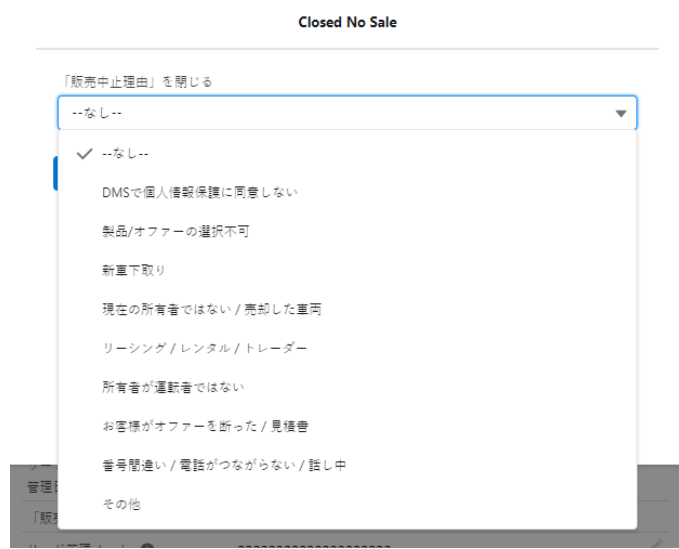 Closed No Sale
「販売中止理由」を閉じる
--なし--
--なし--
DMSで個人情報保護に同意しない
製品/オファーの選択不可
新車下取り
現在の所有者ではない / 売却した車両
リーシング / レンタル / トレーダー
所有者が運転者ではない
お客様がオファーを断った / 見積書
番号間違い / 電話がつながらない / 話し中
その他
管理
「販